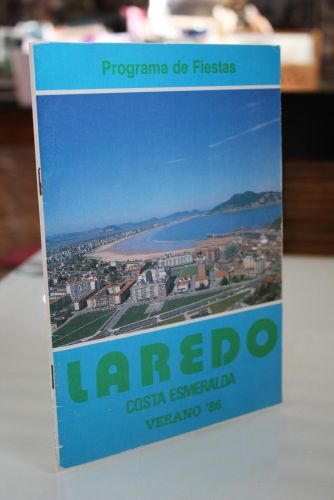 Programa de Fiestas
LAREDO
COSTA ESMERALDA
VERANO '86